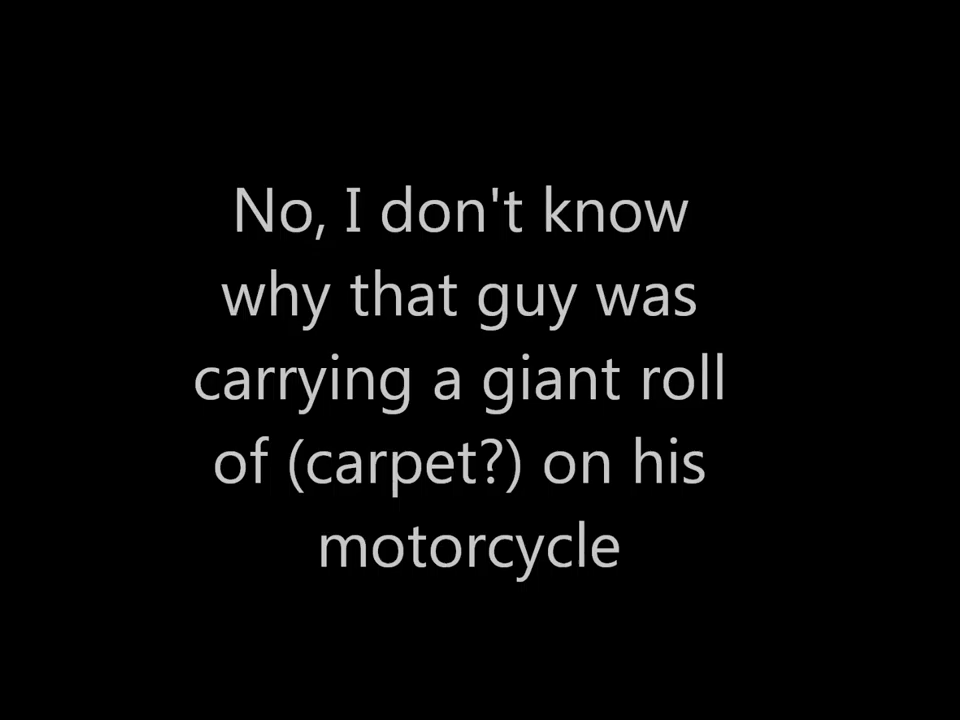 No, I don't know
why that guy was
carrying a giant roll
of (carpet?) on his
motorcycle